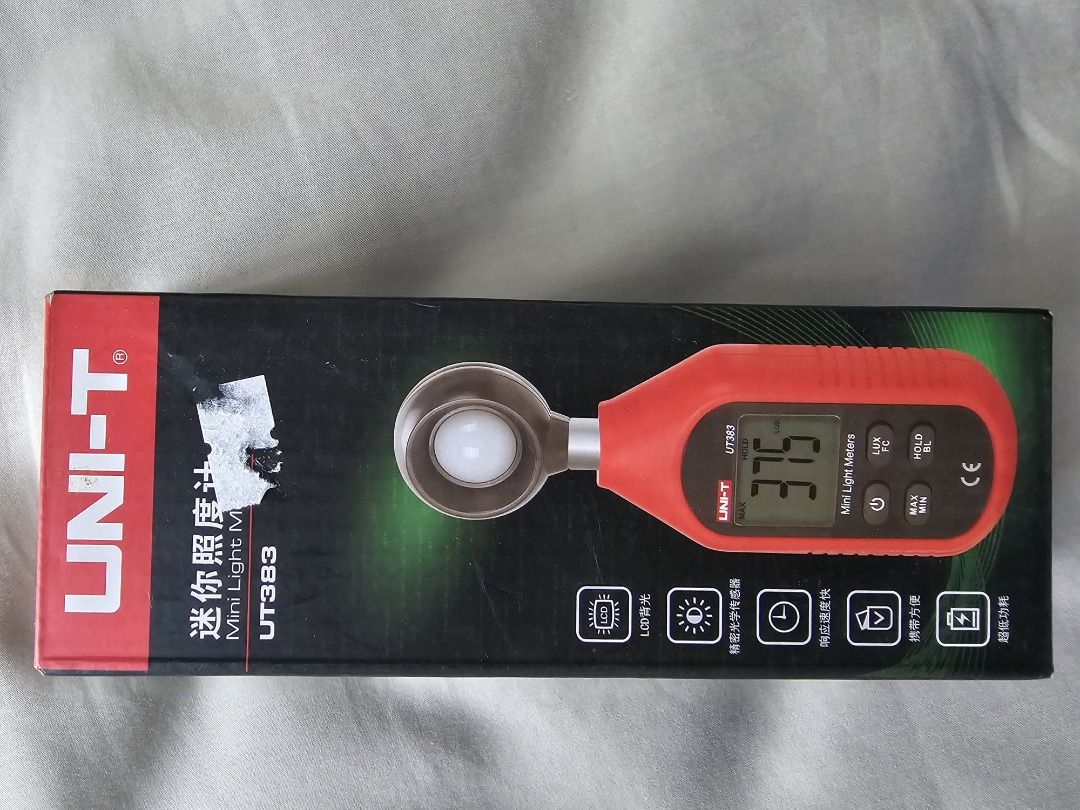 UNI-T®
迷你照度计
Mini Light M
UT383
UNI-T
UT383
MAX
HOLD
376
LUX
Mini Light Meters
LUX
FC
MAX
MIN
HOLD
BL
CE
LCD
LCD背光
精密光学传感器
响应速度快
携带方便
超低功耗